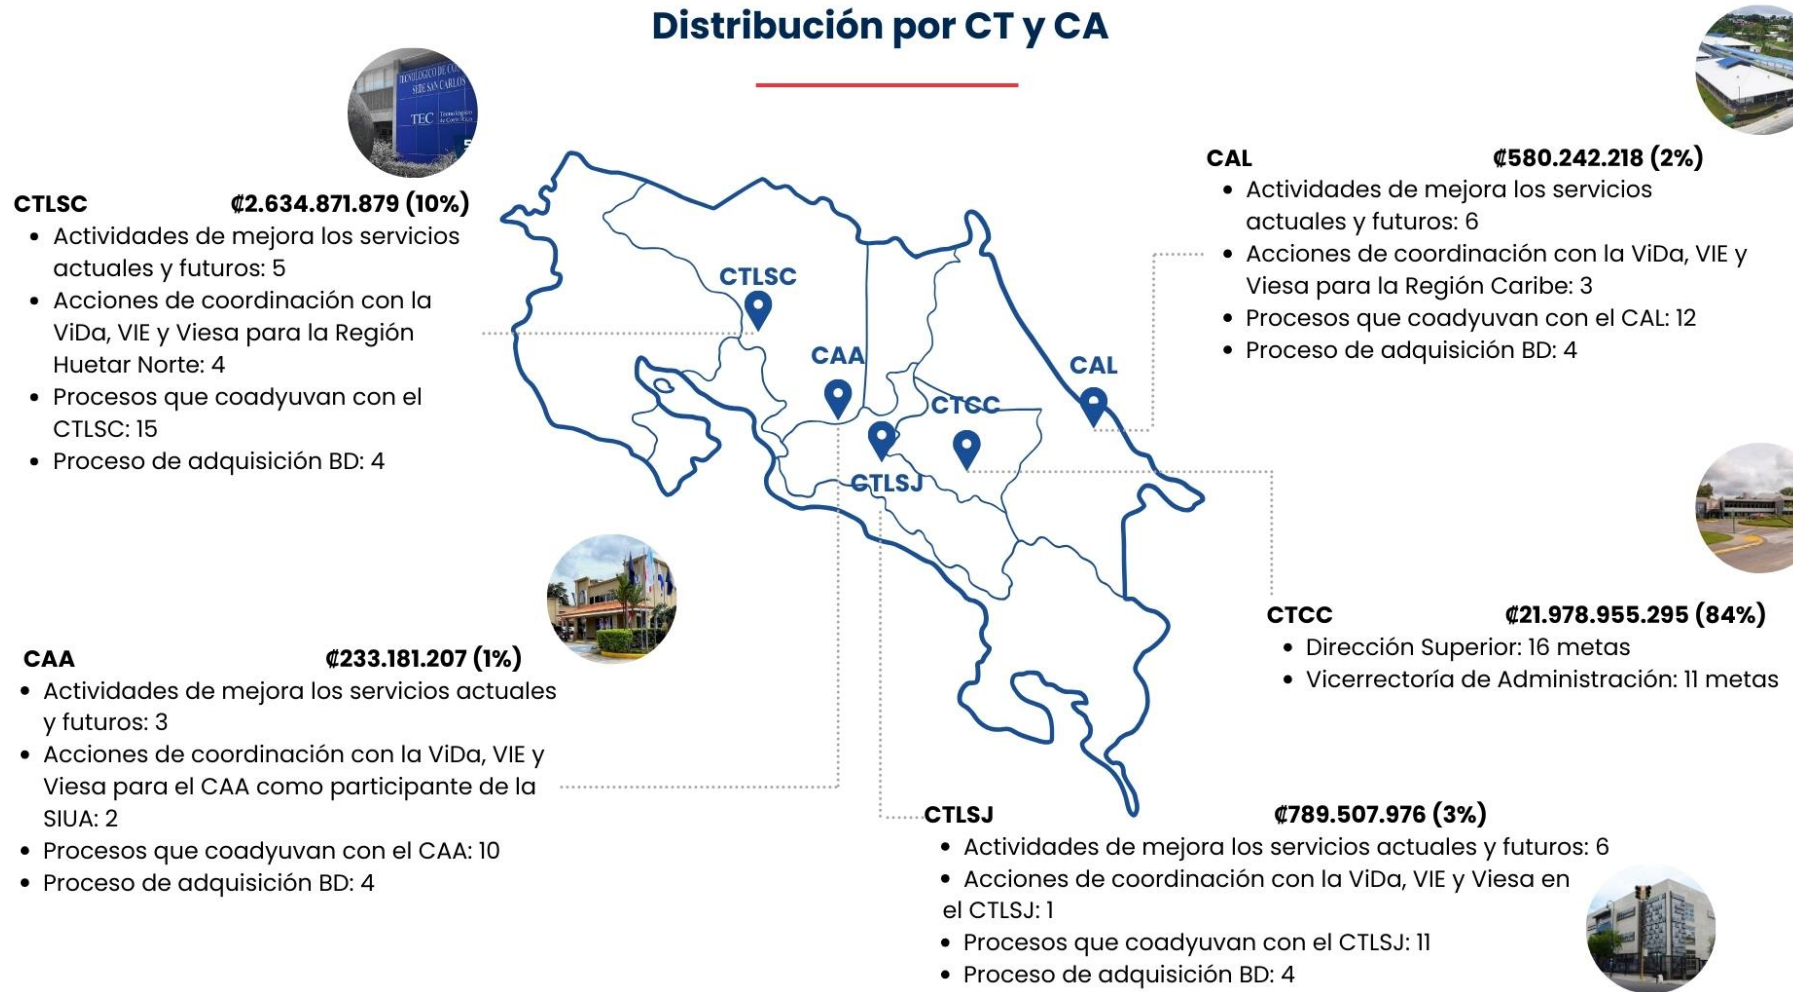 Distribución por CT y CA
TECNOLÓGICO DE CO
SEDE SAN CARLOS
TEC
CTLSC ₡2.634.871.879 (10%)
• Actividades de mejora los servicios
actuales y futuros: 5
• Acciones de coordinación con la
ViDa, VIE y Viesa para la Región
Huetar Norte: 4
• Procesos que coadyuvan con el
CTLSC: 15
• Proceso de adquisición BD: 4
CAL ₡580.242.218 (2%)
• Actividades de mejora los servicios
actuales y futuros: 6
• Acciones de coordinación con la ViDa, VIE y
Viesa para la Región Caribe: 3
• Procesos que coadyuvan con el CAL: 12
• Proceso de adquisición BD: 4
CTLSC
CAA
CAL
CTCC
CTLSJ
CAA ₡233.181.207 (1%)
• Actividades de mejora los servicios actuales
y futuros: 3
• Acciones de coordinación con la ViDa, VIE y
Viesa para el CAA como participante de la
SIUA: 2
• Procesos que coadyuvan con el CAA: 10
• Proceso de adquisición BD: 4
CTCC ₡21.978.955.295 (84%)
• Dirección Superior: 16 metas
• Vicerrectoría de Administración: 11 metas
CTLSJ ₡789.507.976 (3%)
• Actividades de mejora los servicios actuales y futuros: 6
• Acciones de coordinación con la ViDa, VIE y Viesa en
el CTLSJ: 1
• Procesos que coadyuvan con el CTLSJ: 11
• Proceso de adquisición BD: 4